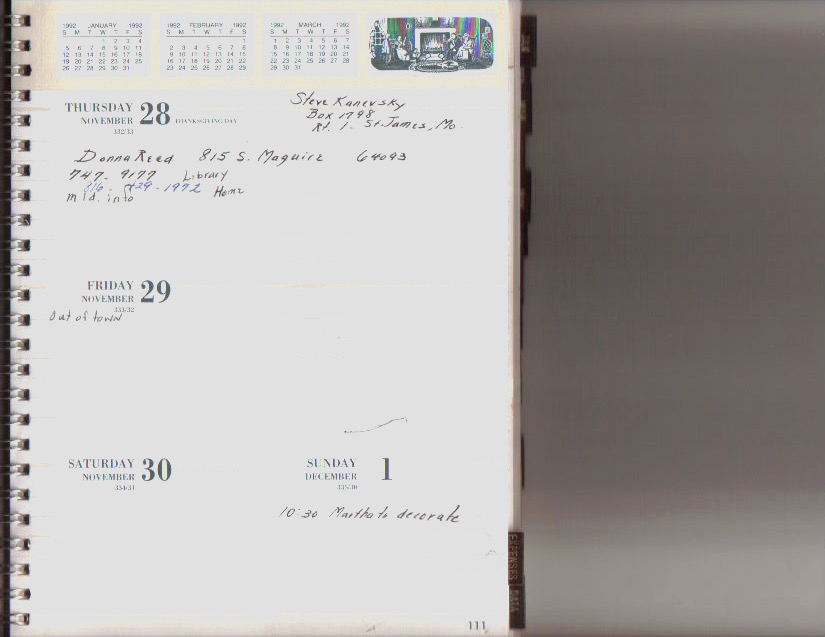 1992 JANUARY 1992
S M T W T F S
1 2 3 4
5 6 7 8 9 10 11
12 13 14 15 16 17 18
19 20 21 22 23 24 25
26 27 28 29 30 31
1992 FEBRUARY 1992
S M T W T F S
1
2 3 4 5 6 7 8
9 10 11 12 13 14 15
16 17 18 19 20 21 22
23 24 25 26 27 28 29
1992 MARCH 1992
S M T W T F S
1 2 3 4 5 6 7
8 9 10 11 12 13 14
15 16 17 18 19 20 21
22 23 24 25 26 27 28
29 30 31
THURSDAY 28
NOVEMBER THANKSGIVING DAY
332/33
Steve Kanevsky
Box 1798
Rt. 1. St. James, Mo.
Donna Reed 815 S. Maguire 64093
747-9177 Library
816-429-1972 Home
mld. info
FRIDAY 29
NOVEMBER
333/32
Out of town
SATURDAY 30
NOVEMBER
334/31
SUNDAY 1
DECEMBER
335/30
10:30 Martha to decorate
EXPENSES
DATA
111